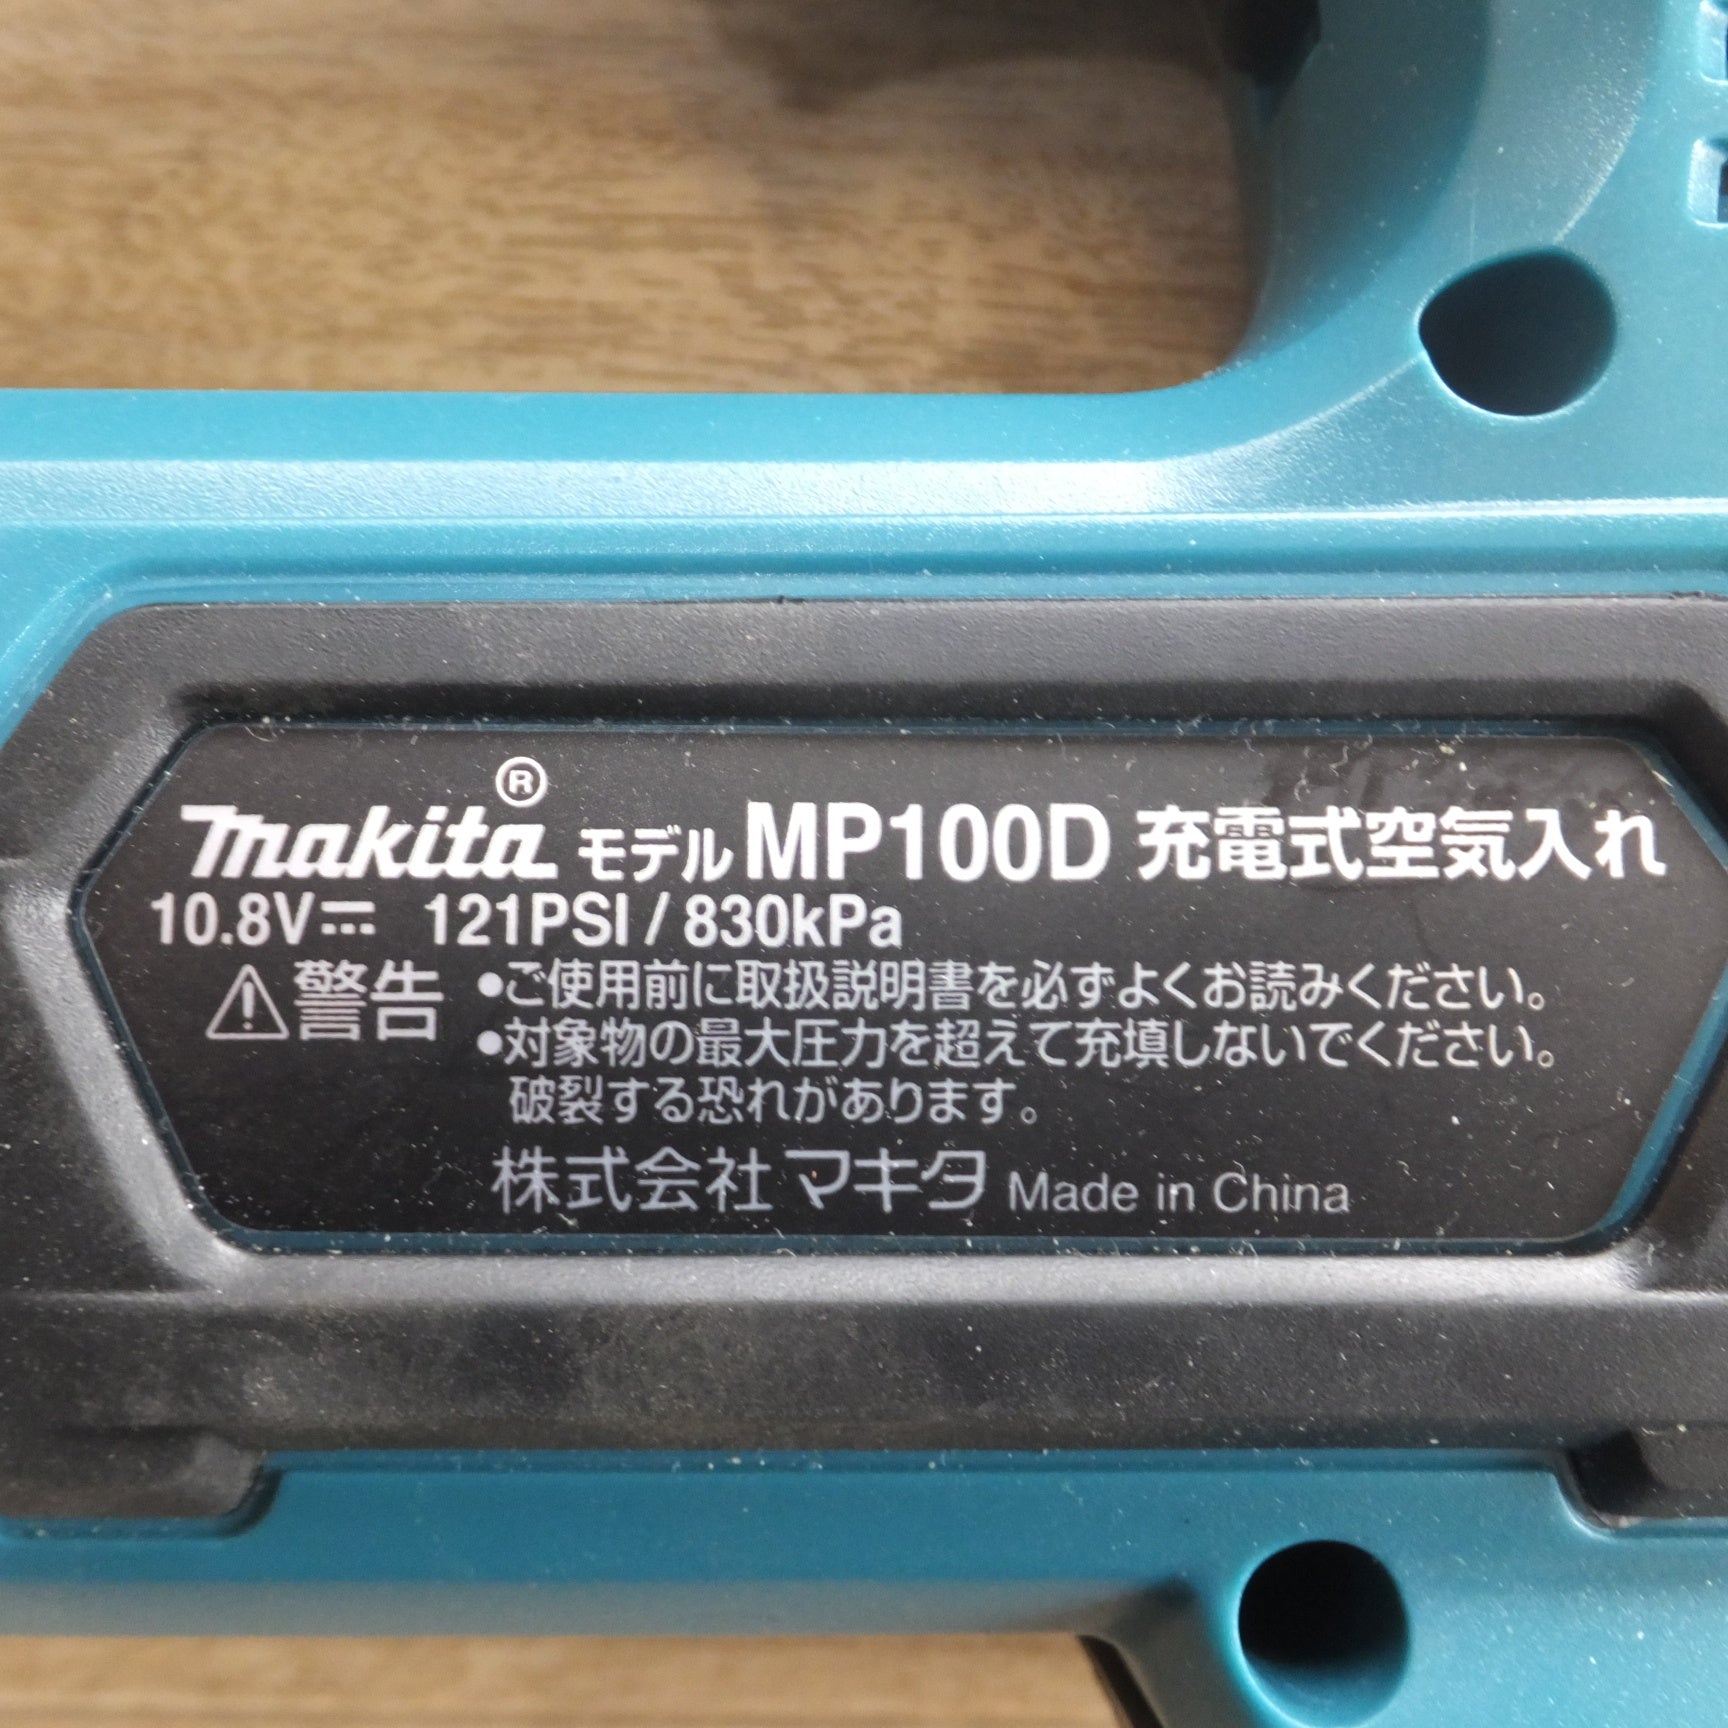 makita® モデル MP100D 充電式空気入れ
10.8V⎓ 121PSI / 830kPa
⚠警告 •ご使用前に取扱説明書を必ずよくお読みください。
•対象物の最大圧力を超えて充填しないでください。
破裂する恐れがあります。
株式会社マキタ Made in China